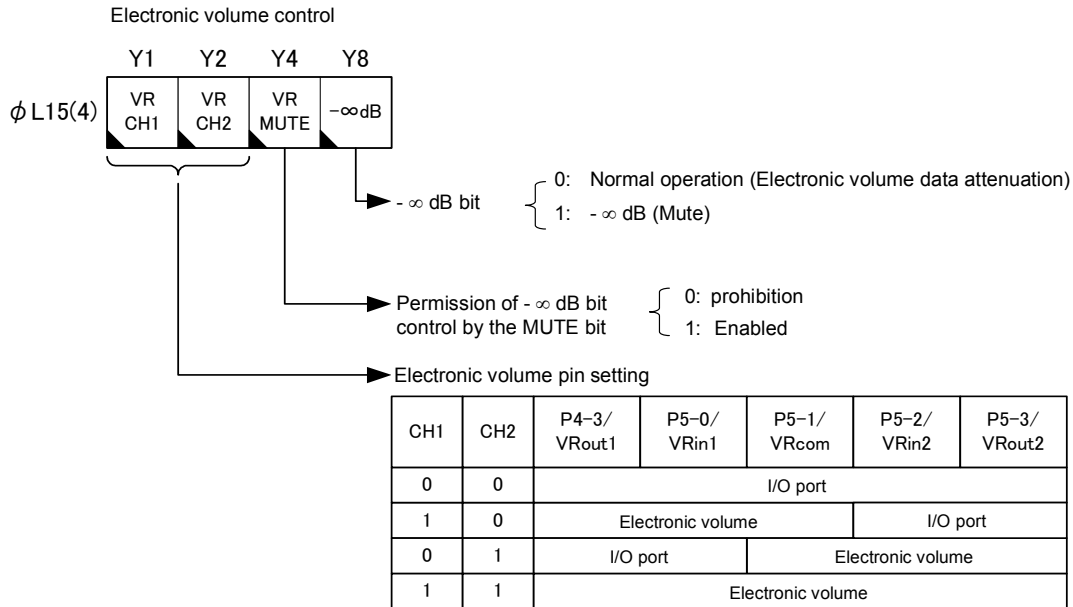 Electronic volume control
Y1 Y2 Y4 Y8
φL15(4)
VR CH1
VR CH2
VR MUTE
-∞dB
- ∞ dB bit
0: Normal operation (Electronic volume data attenuation)
1: - ∞ dB (Mute)
Permission of - ∞ dB bit
control by the MUTE bit
0: prohibition
1: Enabled
Electronic volume pin setting
CH1 CH2 P4-3/ VRout1 P5-0/ VRin1 P5-1/ VRcom P5-2/ VRin2 P5-3/ VRout2
0 0 I/O port
1 0 Electronic volume I/O port
0 1 I/O port Electronic volume
1 1 Electronic volume